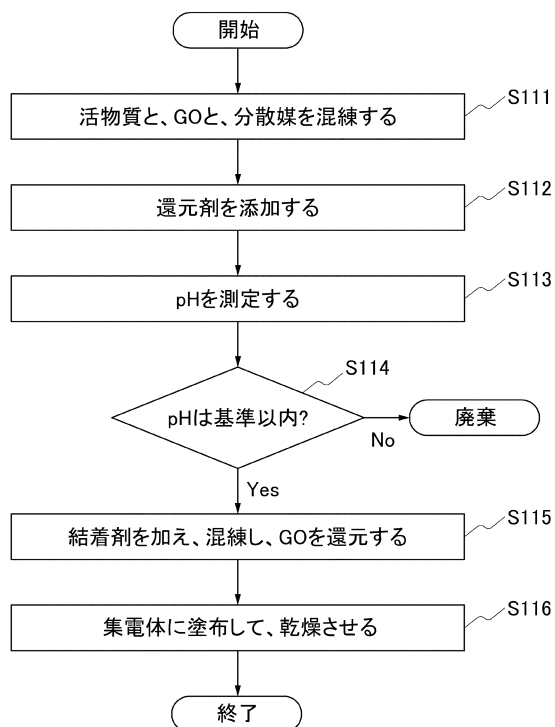 開始
活物質と、GOと、分散媒を混練する
S111
還元剤を添加する
S112
pHを測定する
S113
pHは基準以内?
S114
No
廃棄
Yes
結着剤を加え、混練し、GOを還元する
S115
集電体に塗布して、乾燥させる
S116
終了